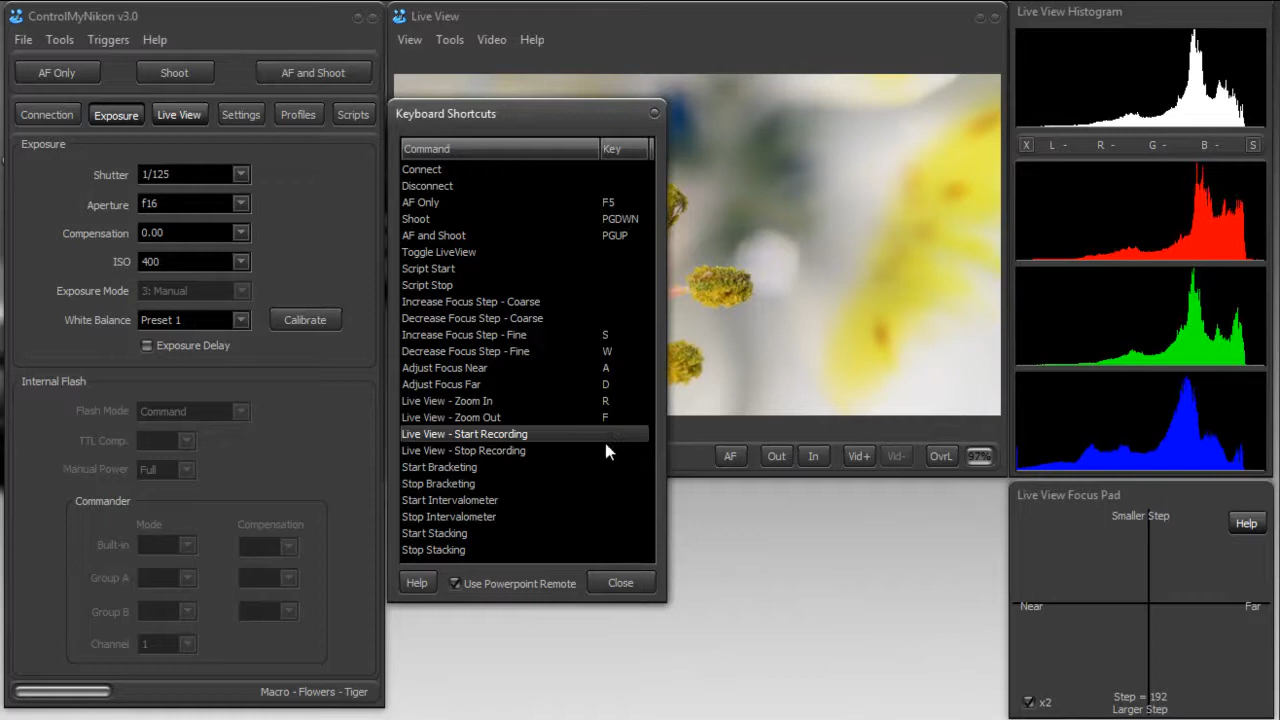 ControlMyNikon v3.0
File Tools Triggers Help
AF Only Shoot AF and Shoot
Connection Exposure Live View Settings Profiles Scripts
Exposure
Shutter 1/125
Aperture f16
Compensation 0.00
ISO 400
Exposure Mode 3: Manual
White Balance Preset 1 Calibrate
Exposure Delay
Internal Flash
Flash Mode Command
TTL Comp.
Manual Power Full
Commander
Mode Compensation
Built-in
Group A
Group B
Channel 1
Macro - Flowers - Tiger
Live View
View Tools Video Help
Keyboard Shortcuts
Command Key
Connect
Disconnect
AF Only F5
Shoot PGDWN
AF and Shoot PGUP
Toggle LiveView
Script Start
Script Stop
Increase Focus Step - Coarse
Decrease Focus Step - Coarse
Increase Focus Step - Fine S
Decrease Focus Step - Fine W
Adjust Focus Near A
Adjust Focus Far D
Live View - Zoom In R
Live View - Zoom Out F
Live View - Start Recording
Live View - Stop Recording
Start Bracketing
Stop Bracketing
Start Intervalometer
Stop Intervalometer
Start Stacking
Stop Stacking
Help Use Powerpoint Remote Close
AF Out In Vid+ Vid- OvrL 97%
Live View Histogram
X L - R - G - B - S
Live View Focus Pad
Smaller Step
Help
Near Far
x2
Step = 192
Larger Step